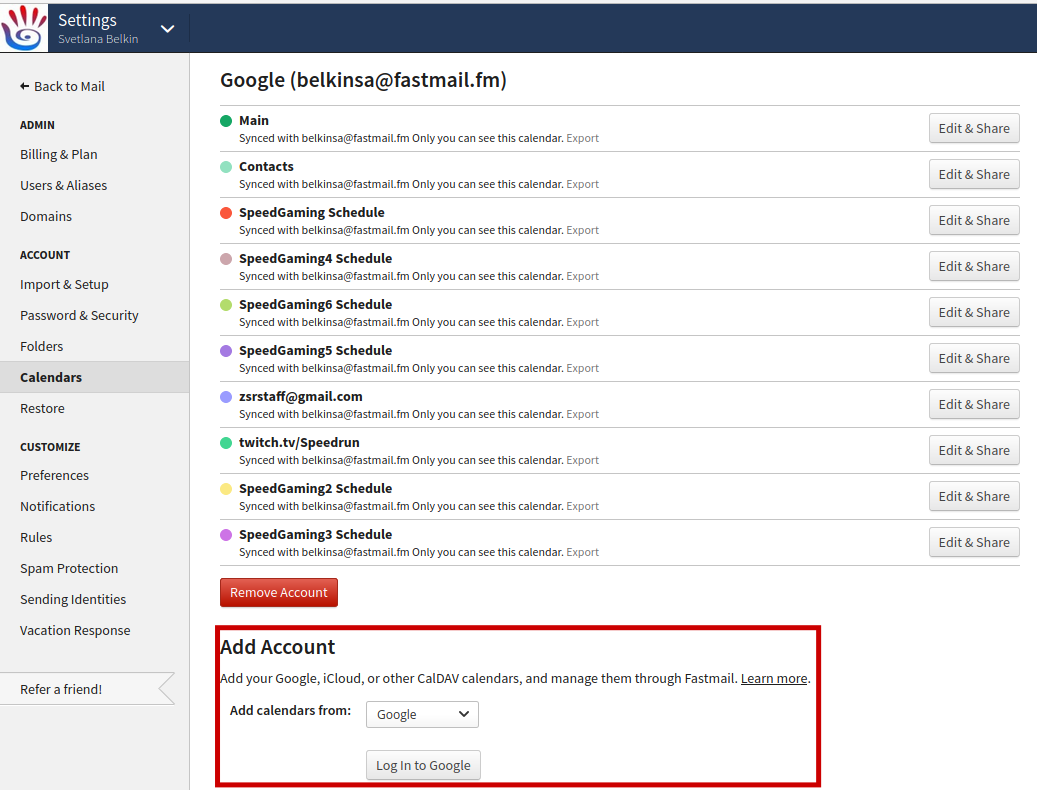 Settings
Svetlana Belkin
Back to Mail
ADMIN
Billing & Plan
Users & Aliases
Domains
ACCOUNT
Import & Setup
Password & Security
Folders
Calendars
Restore
CUSTOMIZE
Preferences
Notifications
Rules
Spam Protection
Sending Identities
Vacation Response
Refer a friend!
Google (belkinsa@fastmail.fm)
Main
Synced with belkinsa@fastmail.fm Only you can see this calendar. Export
Edit & Share
Contacts
Synced with belkinsa@fastmail.fm Only you can see this calendar. Export
Edit & Share
SpeedGaming Schedule
Synced with belkinsa@fastmail.fm Only you can see this calendar. Export
Edit & Share
SpeedGaming4 Schedule
Synced with belkinsa@fastmail.fm Only you can see this calendar. Export
Edit & Share
SpeedGaming6 Schedule
Synced with belkinsa@fastmail.fm Only you can see this calendar. Export
Edit & Share
SpeedGaming5 Schedule
Synced with belkinsa@fastmail.fm Only you can see this calendar. Export
Edit & Share
zsrstaff@gmail.com
Synced with belkinsa@fastmail.fm Only you can see this calendar. Export
Edit & Share
twitch.tv/Speedrun
Synced with belkinsa@fastmail.fm Only you can see this calendar. Export
Edit & Share
SpeedGaming2 Schedule
Synced with belkinsa@fastmail.fm Only you can see this calendar. Export
Edit & Share
SpeedGaming3 Schedule
Synced with belkinsa@fastmail.fm Only you can see this calendar. Export
Edit & Share
Remove Account
Add Account
Add your Google, iCloud, or other CalDAV calendars, and manage them through Fastmail. Learn more.
Add calendars from: Google
Log In to Google